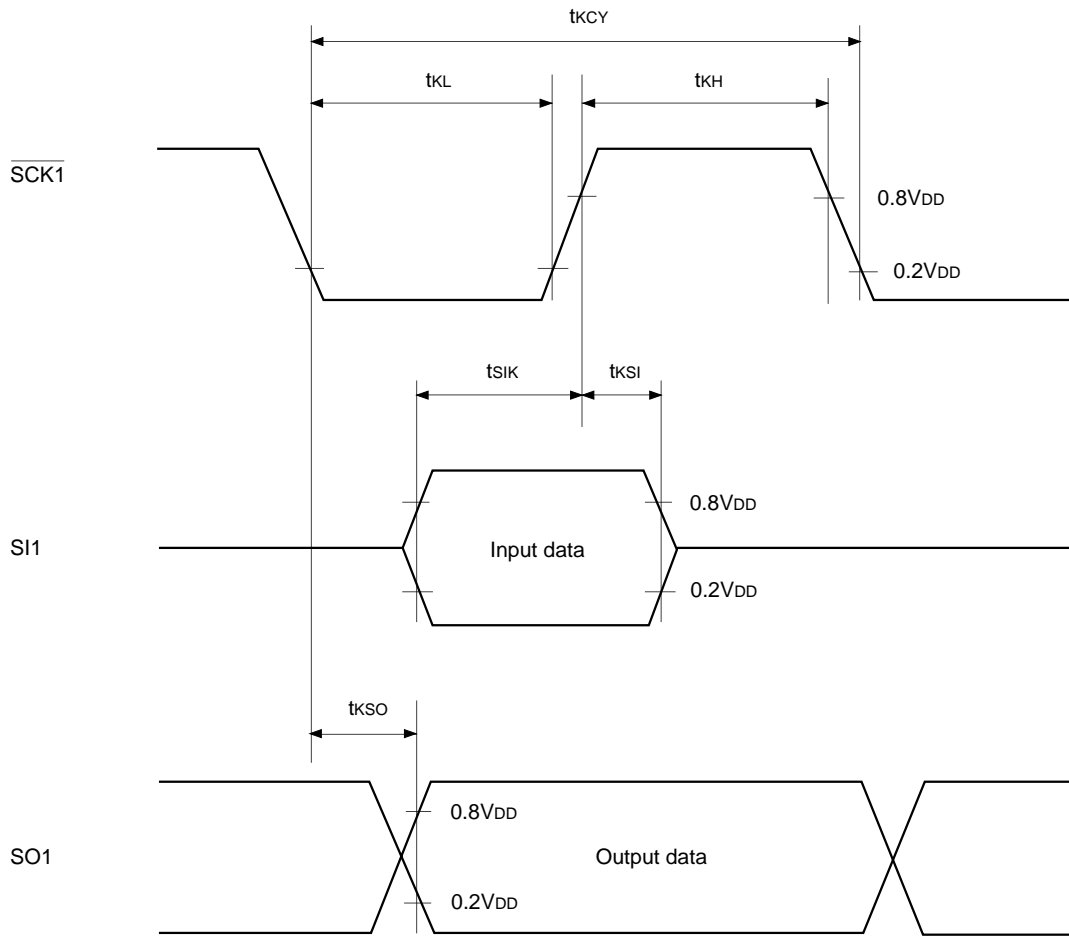 tKCY
tKL
tKH
SCK1
0.8VDD
0.2VDD
tSIK
tKSI
0.8VDD
SI1
Input data
0.2VDD
tKSO
0.8VDD
SO1
Output data
0.2VDD